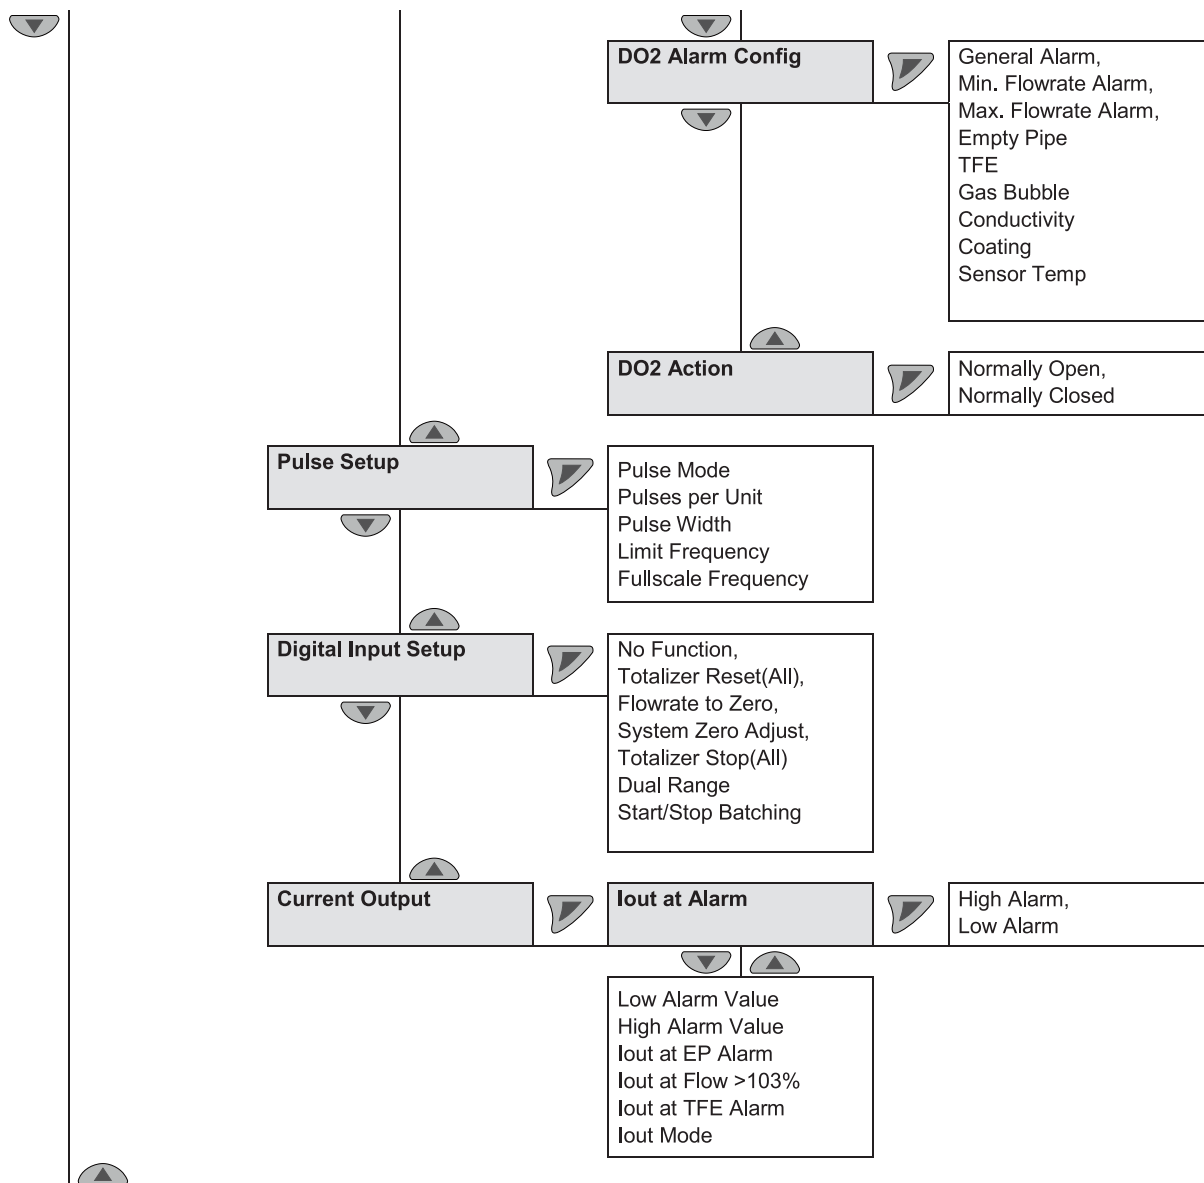 DO2 Alarm Config
General Alarm,
Min. Flowrate Alarm,
Max. Flowrate Alarm,
Empty Pipe
TFE
Gas Bubble
Conductivity
Coating
Sensor Temp
DO2 Action
Normally Open,
Normally Closed
Pulse Setup
Pulse Mode
Pulses per Unit
Pulse Width
Limit Frequency
Fullscale Frequency
Digital Input Setup
No Function,
Totalizer Reset(All),
Flowrate to Zero,
System Zero Adjust,
Totalizer Stop(All)
Dual Range
Start/Stop Batching
Current Output
Iout at Alarm
High Alarm,
Low Alarm
Low Alarm Value
High Alarm Value
Iout at EP Alarm
Iout at Flow >103%
Iout at TFE Alarm
Iout Mode